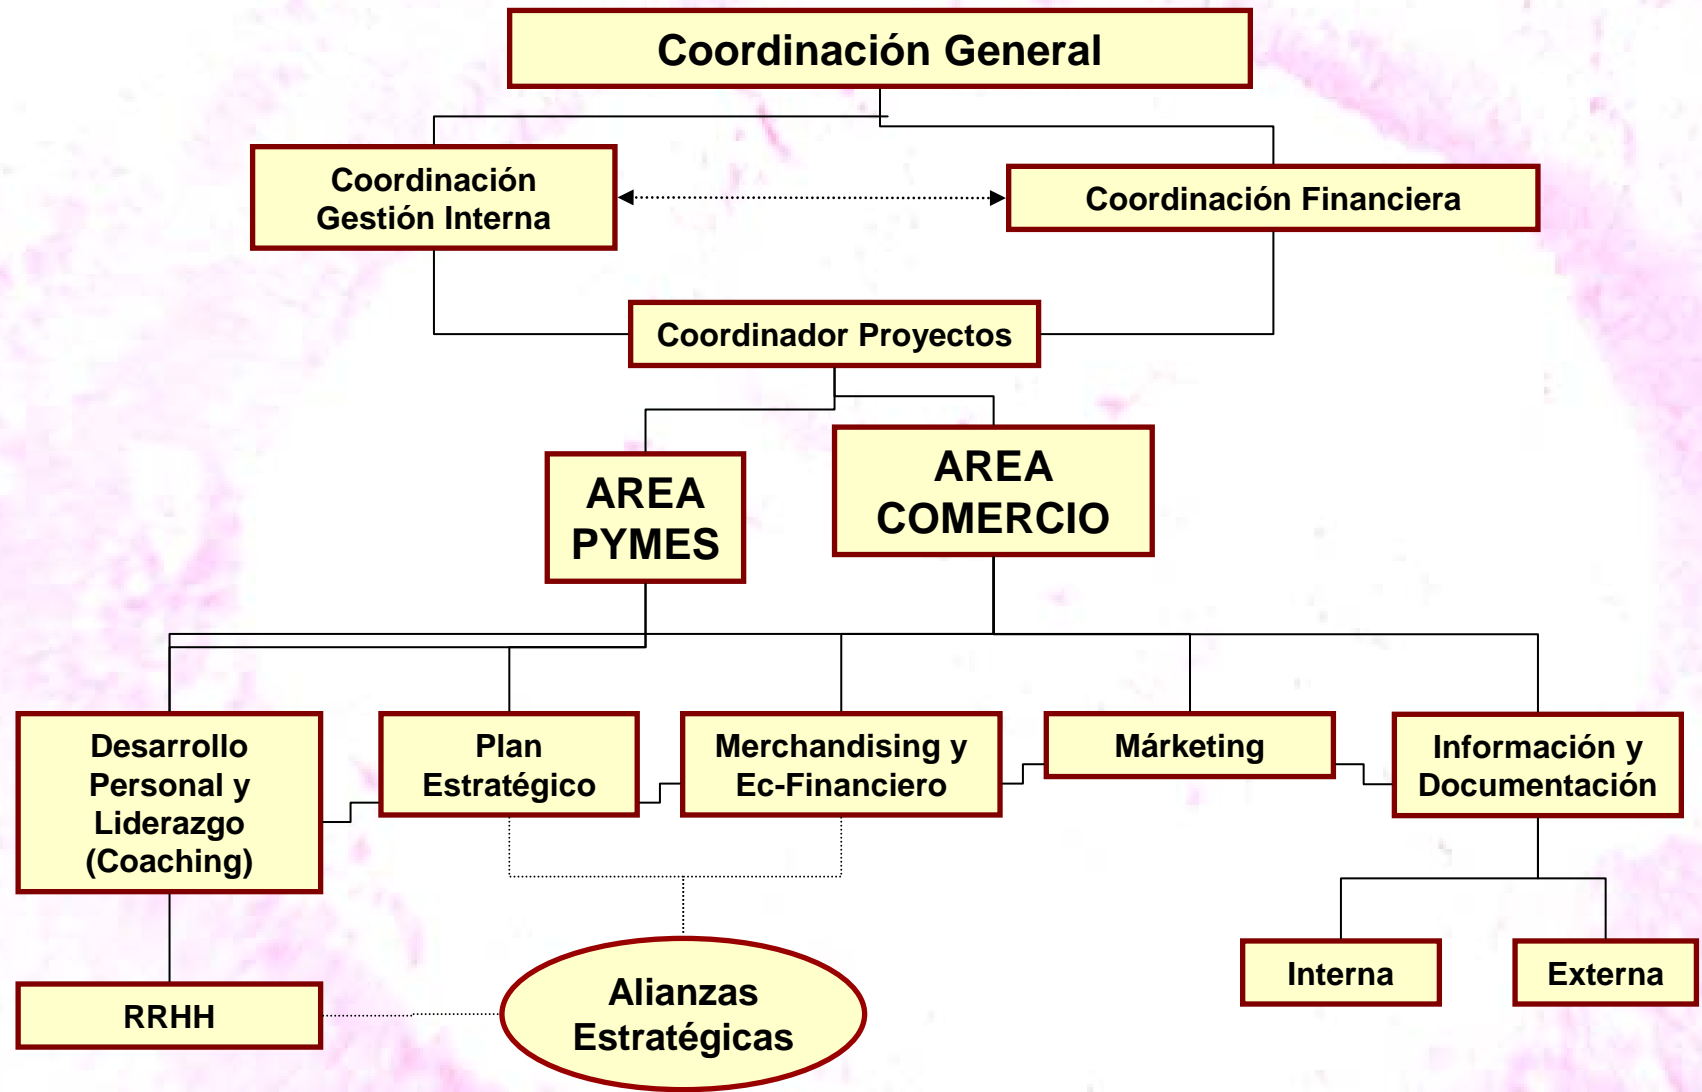 Coordinación General
Coordinación
Gestión Interna
Coordinación Financiera
Coordinador Proyectos
AREA
PYMES
AREA
COMERCIO
Desarrollo
Personal y
Liderazgo
(Coaching)
Plan
Estratégico
Merchandising y
Ec-Financiero
Márketing
Información y
Documentación
RRHH
Alianzas
Estratégicas
Interna
Externa